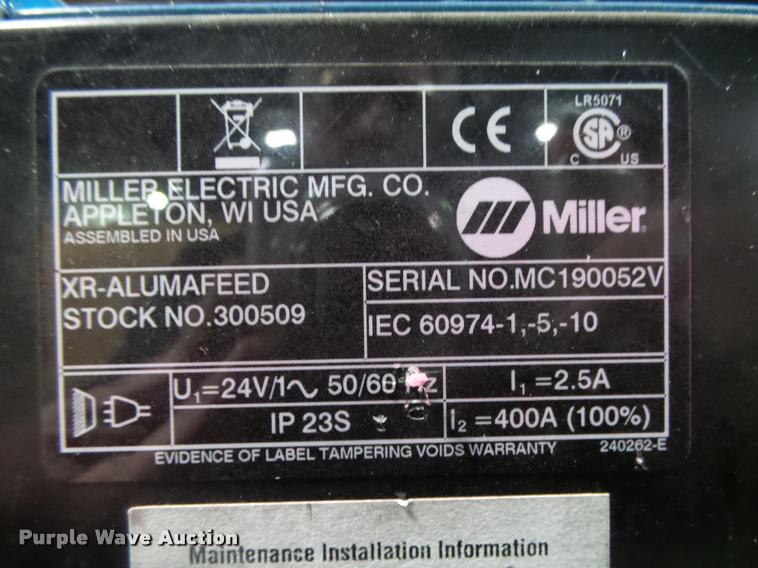 LR5071
CE
SA ®
C US
MILLER ELECTRIC MFG. CO.
APPLETON, WI USA
ASSEMBLED IN USA
Miller
XR-ALUMAFEED
STOCK NO.300509
SERIAL NO.MC190052V
IEC 60974-1,-5,-10
U₁=24V/1∿ 50/60 z
I₁ =2.5A
IP 23S
I₂ =400A (100%)
EVIDENCE OF LABEL TAMPERING VOIDS WARRANTY
240262-E
Maintenance Installation Information
Purple Wave Auction